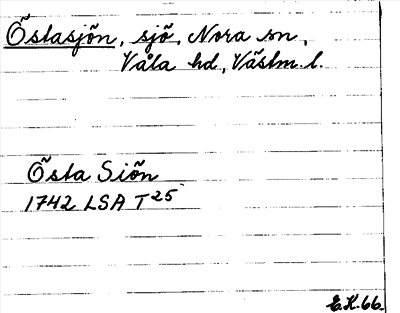 Östasjön, sjö, Nora sn,
Våla hd, Västm. l.
Östa Siön
1742 LSA T25
E.H.66.